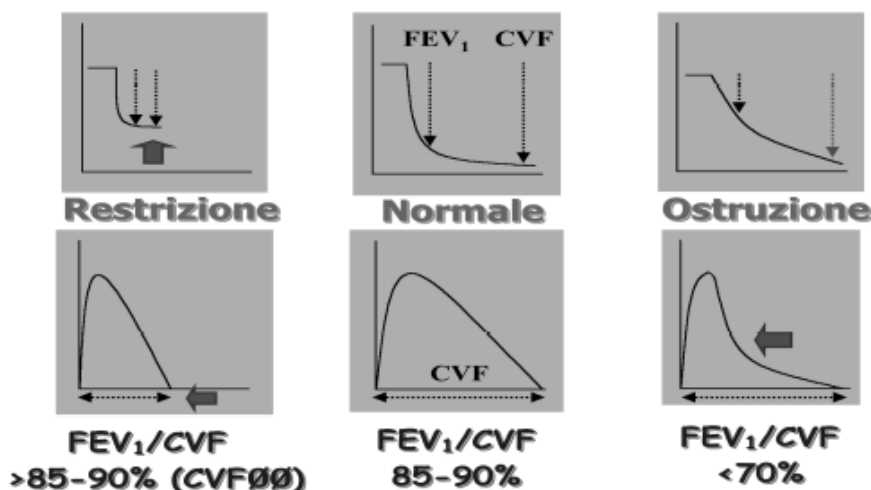 FEV₁ CVF
Restrizione Normale Ostruzione
CVF
FEV₁/CVF
>85-90% (CVFØØ)
FEV₁/CVF
85-90%
FEV₁/CVF
<70%